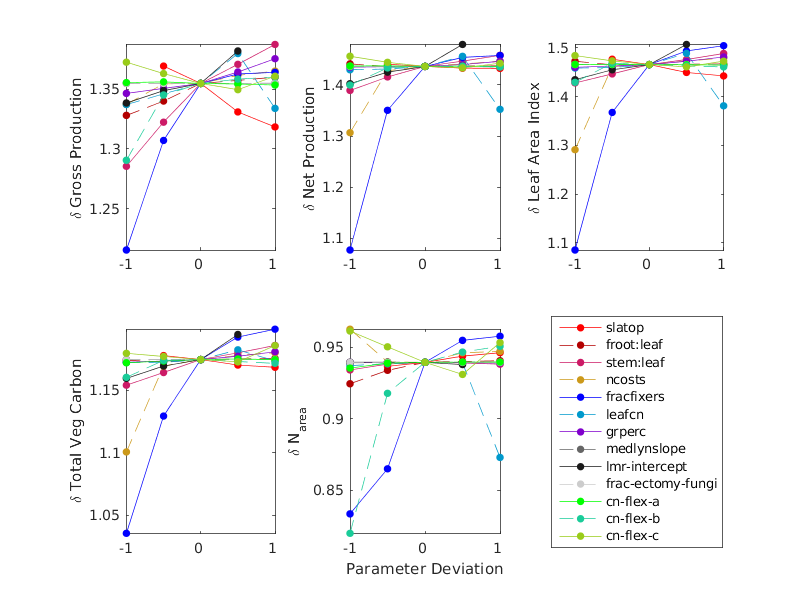 δ Gross Production
1.35
1.3
1.25
-1 0 1
δ Net Production
1.4
1.3
1.2
1.1
-1 0 1
δ Leaf Area Index
1.5
1.4
1.3
1.2
1.1
-1 0 1
δ Total Veg Carbon
1.15
1.1
1.05
-1 0 1
δ Narea
0.95
0.9
0.85
-1 0 1
Parameter Deviation
slatop
froot:leaf
stem:leaf
ncosts
fracfixers
leafcn
grperc
medlynslope
lmr-intercept
frac-ectomy-fungi
cn-flex-a
cn-flex-b
cn-flex-c